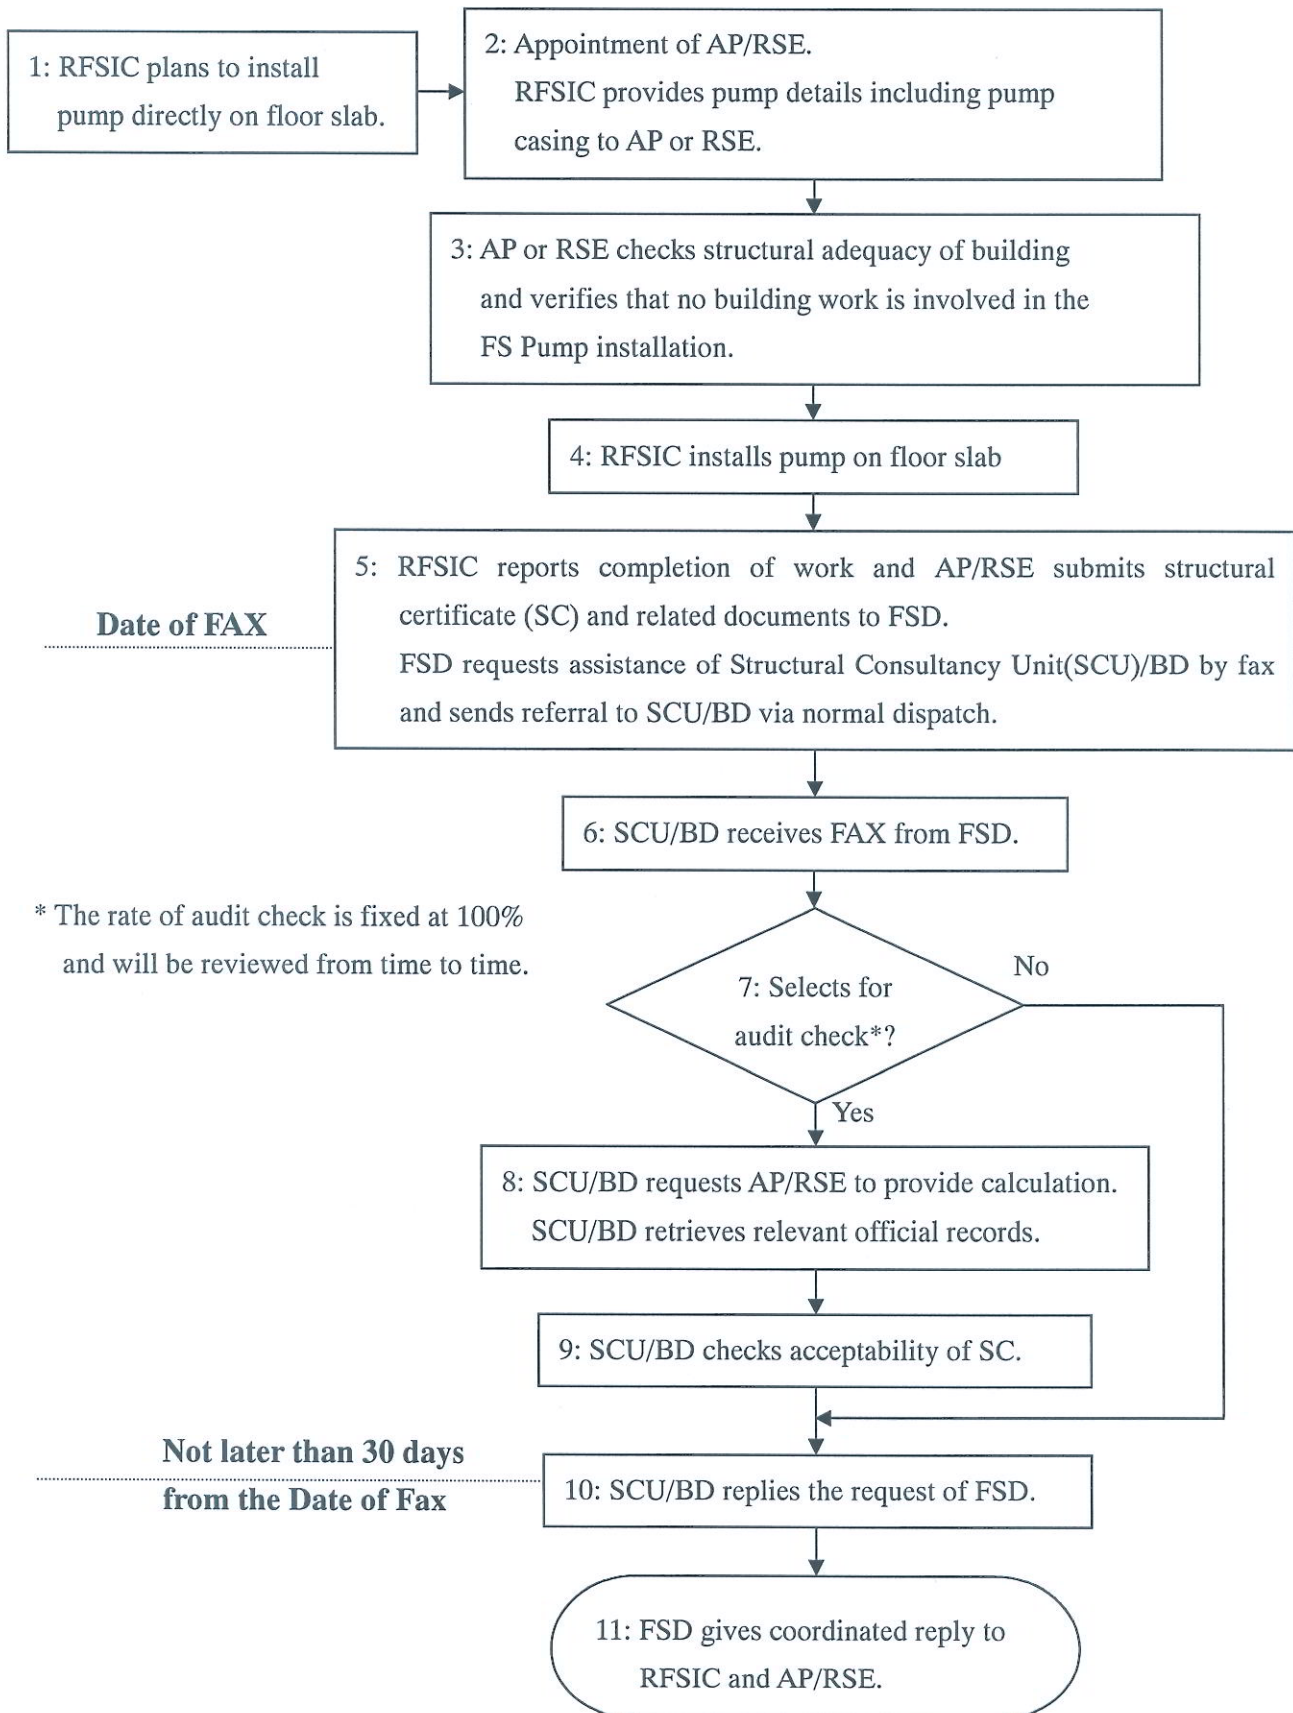 1: RFSIC plans to install
pump directly on floor slab.
2: Appointment of AP/RSE.
RFSIC provides pump details including pump
casing to AP or RSE.
3: AP or RSE checks structural adequacy of building
and verifies that no building work is involved in the
FS Pump installation.
4: RFSIC installs pump on floor slab
5: RFSIC reports completion of work and AP/RSE submits structural
certificate (SC) and related documents to FSD.
FSD requests assistance of Structural Consultancy Unit(SCU)/BD by fax
and sends referral to SCU/BD via normal dispatch.
Date of FAX
6: SCU/BD receives FAX from FSD.
* The rate of audit check is fixed at 100%
and will be reviewed from time to time.
7: Selects for
audit check*?
No
Yes
8: SCU/BD requests AP/RSE to provide calculation.
SCU/BD retrieves relevant official records.
9: SCU/BD checks acceptability of SC.
Not later than 30 days
from the Date of Fax
10: SCU/BD replies the request of FSD.
11: FSD gives coordinated reply to
RFSIC and AP/RSE.